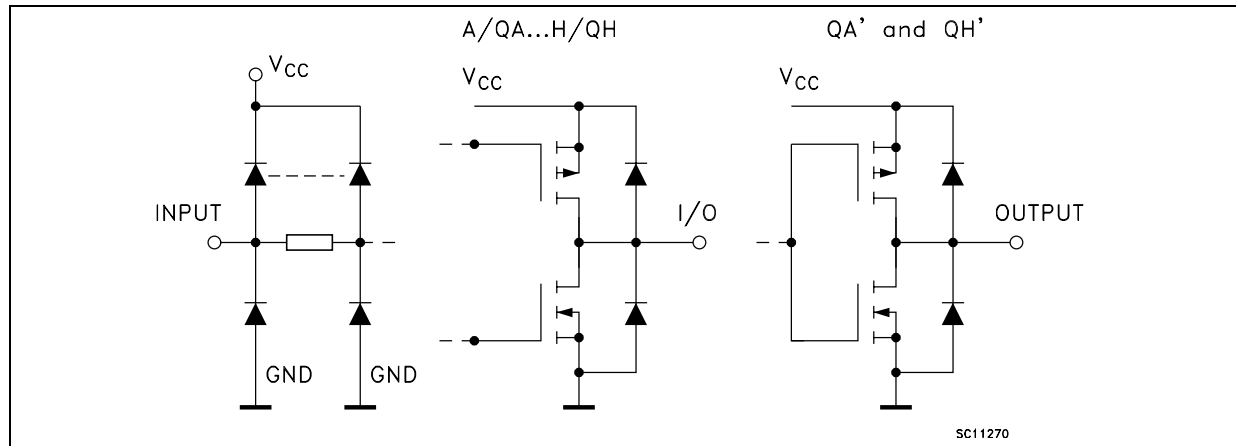 A/QA...H/QH
QA' and QH'
VCC
VCC
VCC
INPUT
I/O
OUTPUT
GND
GND
SC11270